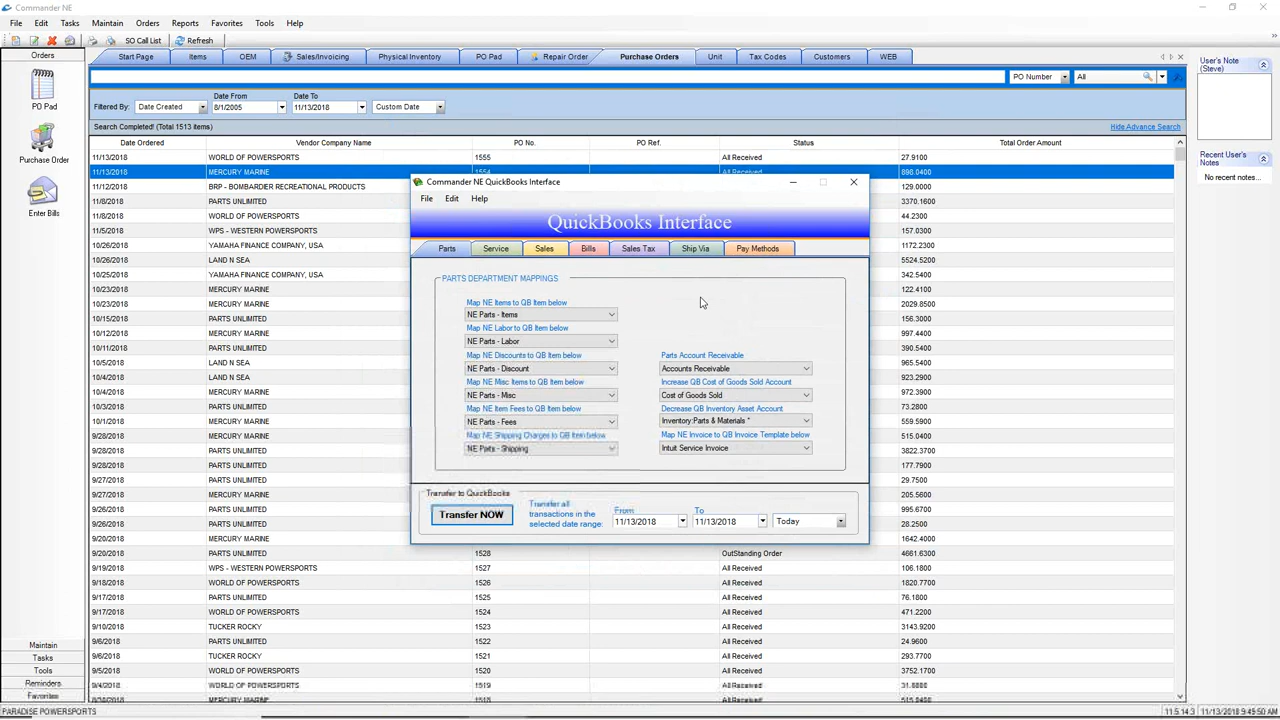 Commander NE
File Edit Tasks Maintain Orders Reports Favorites Tools Help
SO Call List Refresh
Orders Start Page Items OEM Sales/Invoicing Physical Inventory PO Pad Repair Order Purchase Orders Unit Tax Codes Customers WEB
PO Number All
Filtered By: Date Created Date From 8/1/2005 Date To 11/13/2018 Custom Date
Search Completed! (Total 1513 items) Hide Advance Search
Date Ordered Vendor Company Name PO No. PO Ref. Status Total Order Amount
11/13/2018 WORLD OF POWERSPORTS 1555 All Received 27.9100
11/13/2018 MERCURY MARINE 1554 All Received 898.0400
11/12/2018 BRP - BOMBARDIER RECREATIONAL PRODUCTS 129.0000
11/8/2018 PARTS UNLIMITED 3370.1600
11/8/2018 WORLD OF POWERSPORTS 44.2300
11/5/2018 WPS - WESTERN POWERSPORTS 157.0300
10/26/2018 YAMAHA FINANCE COMPANY, USA 1172.2300
10/26/2018 LAND N SEA 5524.5200
10/25/2018 YAMAHA FINANCE COMPANY, USA 342.5400
10/23/2018 MERCURY MARINE 109.9000
10/23/2018 MERCURY MARINE 2029.8500
10/15/2018 PARTS UNLIMITED 156.3000
10/12/2018 MERCURY MARINE 997.4400
10/11/2018 PARTS UNLIMITED 390.5400
10/5/2018 LAND N SEA 965.5400
10/4/2018 LAND N SEA 923.2900
10/3/2018 MERCURY MARINE
10/3/2018 PARTS UNLIMITED 73.2800
10/1/2018 MERCURY MARINE 559.5900
9/28/2018 MERCURY MARINE 515.0400
9/28/2018 PARTS UNLIMITED 3822.3700
9/28/2018 PARTS UNLIMITED 177.7900
9/27/2018 PARTS UNLIMITED 29.7500
9/27/2018 MERCURY MARINE 205.5600
9/26/2018 PARTS UNLIMITED 995.6700
9/26/2018 PARTS UNLIMITED 28.2500
9/20/2018 MERCURY MARINE 1642.4000
9/20/2018 PARTS UNLIMITED 1528 OutStanding Order 4661.6300
9/19/2018 WPS - WESTERN POWERSPORTS 1527 All Received 106.1800
9/18/2018 WORLD OF POWERSPORTS 1526 All Received 1820.7700
9/17/2018 PARTS UNLIMITED 1525 All Received 76.1800
9/17/2018 WORLD OF POWERSPORTS 1524 All Received 471.2200
9/10/2018 TUCKER ROCKY 1523 All Received 3143.9200
9/6/2018 PARTS UNLIMITED 1522 All Received 24.9600
9/6/2018 TUCKER ROCKY 1521 All Received 293.7700
9/5/2018 WORLD OF POWERSPORTS 1520 All Received 3752.1700
9/4/2018 WORLD OF POWERSPORTS 1519 All Received
MERCURY MARINE All Received
PO Pad
Purchase Order
Enter Bills
Maintain
Tasks
Tools
Reminders
Favorites
User's Note
(Steve)
Recent User's
Notes
No recent notes...
Commander NE QuickBooks Interface
File Edit Help
QuickBooks Interface
Parts Service Sales Bills Sales Tax Ship Via Pay Methods
PARTS DEPARTMENT MAPPINGS
Map NE Items to QB Item below
NE Parts - Items
Map NE Labor to QB Item below
NE Parts - Labor
Map NE Discounts to QB Item below
NE Parts - Discount
Map NE Misc Items to QB Item below
NE Parts - Misc
Map NE Item Fees to QB Item below
NE Parts - Fees
Map NE Shipping Charges to QB Item below
NE Parts - Shipping
Parts Account Receivable
Accounts Receivable
Increase QB Cost of Goods Sold Account
Cost of Goods Sold
Decrease QB Inventory Asset Account
Inventory:Parts & Materials *
Map NE Invoice to QB Invoice Template below
Intuit Service Invoice
Transfer to QuickBooks
Transfer NOW
Transfer all
transactions in the
selected date range:
From
11/13/2018
To
11/13/2018
Today
PARADISE POWERSPORTS 11.5.14.3 11/13/2018 9:45:50 AM